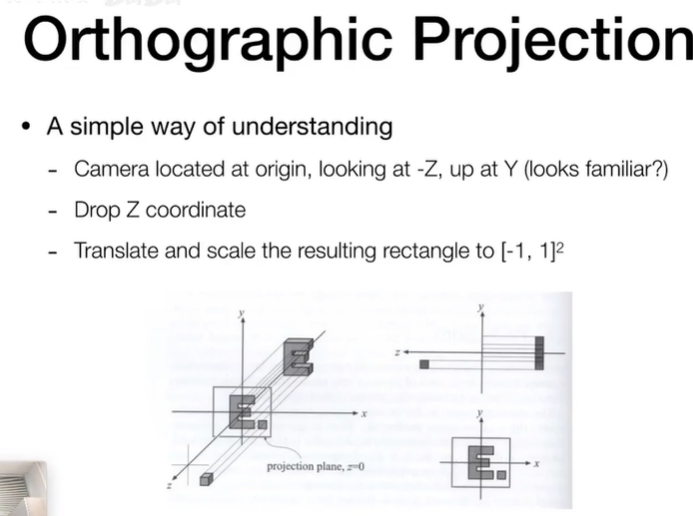 Orthographic Projection
• A simple way of understanding
- Camera located at origin, looking at -Z, up at Y (looks familiar?)
- Drop Z coordinate
- Translate and scale the resulting rectangle to [-1, 1]²
y
E
E.
x
z
projection plane, z=0
y
z
y
E.
x